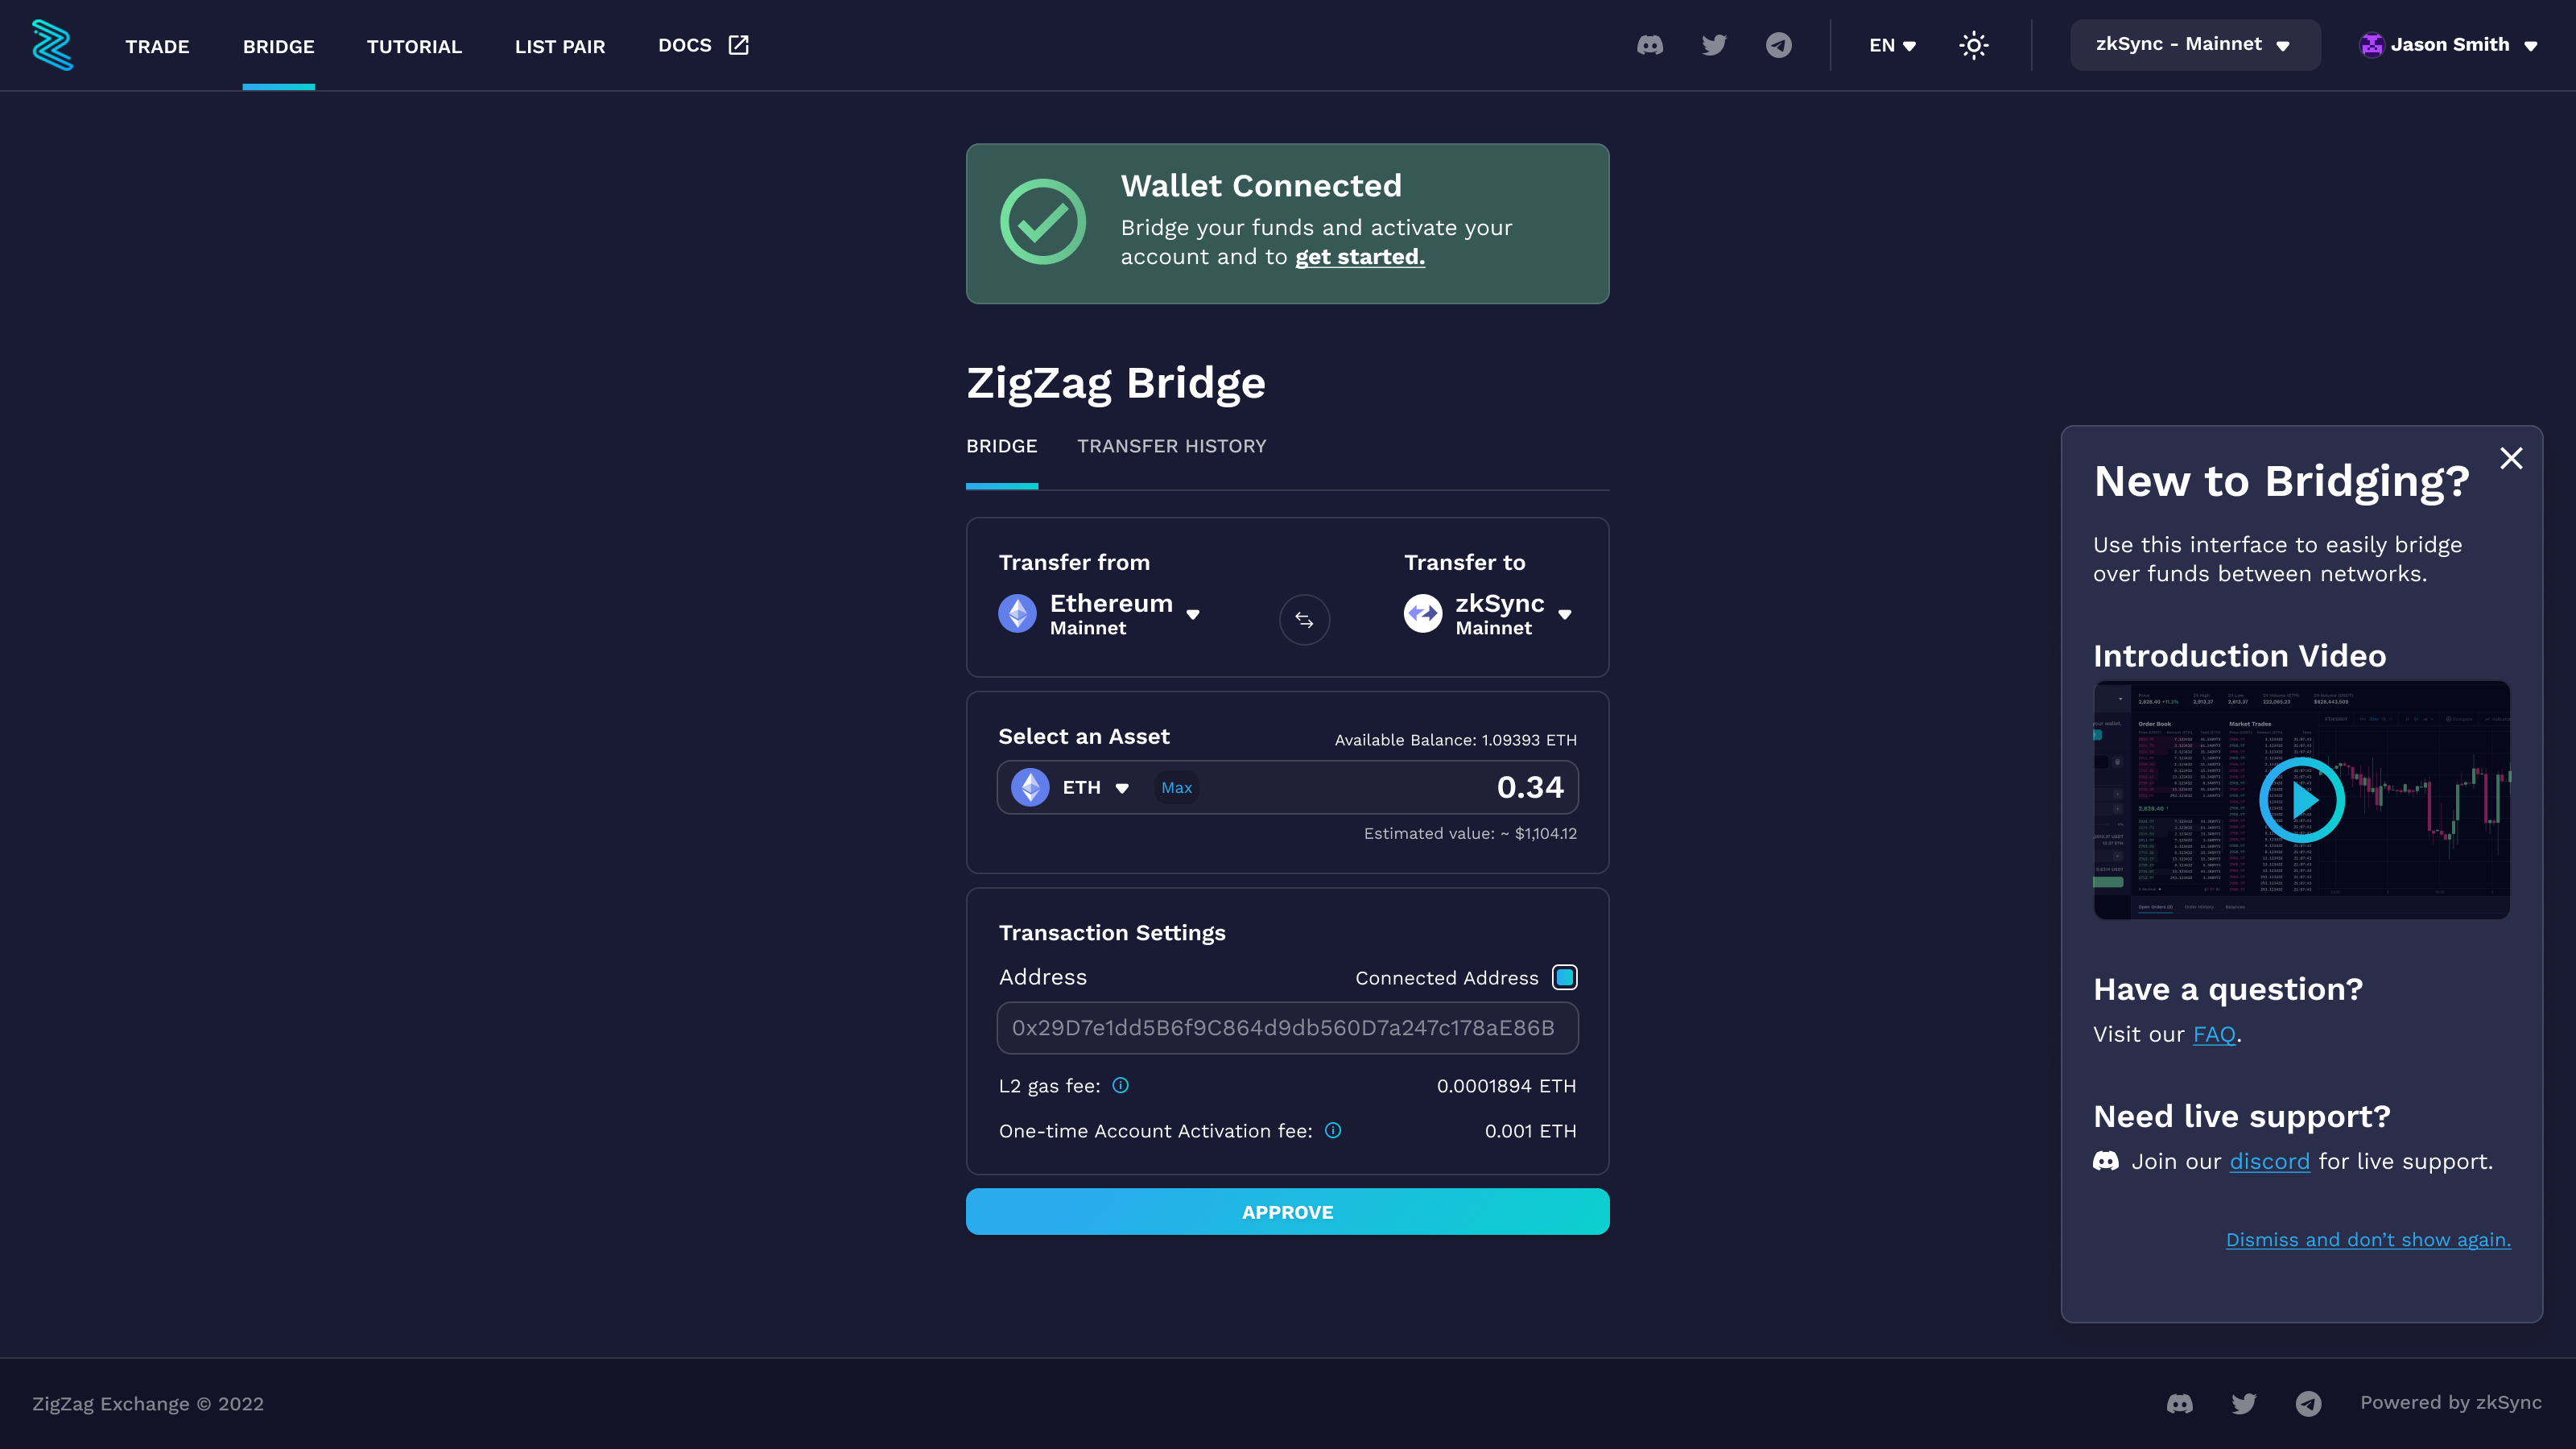 TRADE BRIDGE TUTORIAL LIST PAIR DOCS EN zkSync - Mainnet Jason Smith
Wallet Connected
Bridge your funds and activate your
account and to get started.
ZigZag Bridge
BRIDGE TRANSFER HISTORY
Transfer from Transfer to
Ethereum zkSync
Mainnet Mainnet
Select an Asset Available Balance: 1.09393 ETH
ETH Max 0.34
Estimated value: ~ $1,104.12
Transaction Settings
Address Connected Address
0x29D7e1dd5B6f9C864d9db560D7a247c178aE86B
L2 gas fee: 0.0001894 ETH
One-time Account Activation fee: 0.001 ETH
APPROVE
New to Bridging?
Use this interface to easily bridge
over funds between networks.
Introduction Video
Order Book Market Trades
Have a question?
Visit our FAQ.
Need live support?
Join our discord for live support.
Dismiss and don’t show again.
ZigZag Exchange © 2022 Powered by zkSync